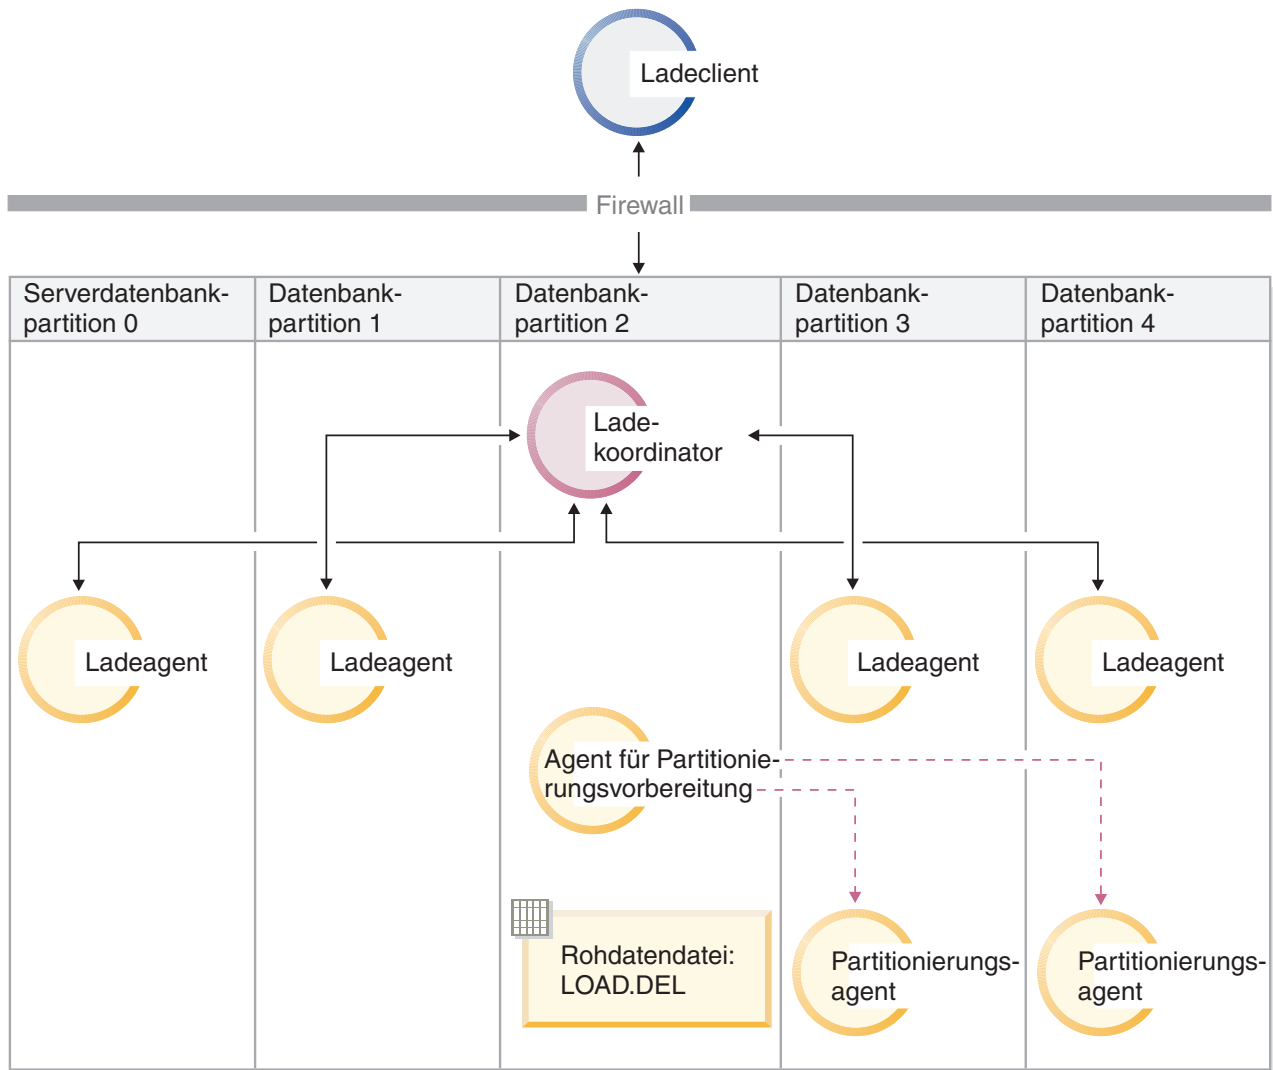 Ladeclient
Firewall
Serverdatenbank-
partition 0
Datenbank-
partition 1
Datenbank-
partition 2
Datenbank-
partition 3
Datenbank-
partition 4
Lade-
koordinator
Ladeagent
Ladeagent
Ladeagent
Ladeagent
Agent für Partitionie-
rungsvorbereitung
Rohdatendatei:
LOAD.DEL
Partitionierungs-
agent
Partitionierungs-
agent